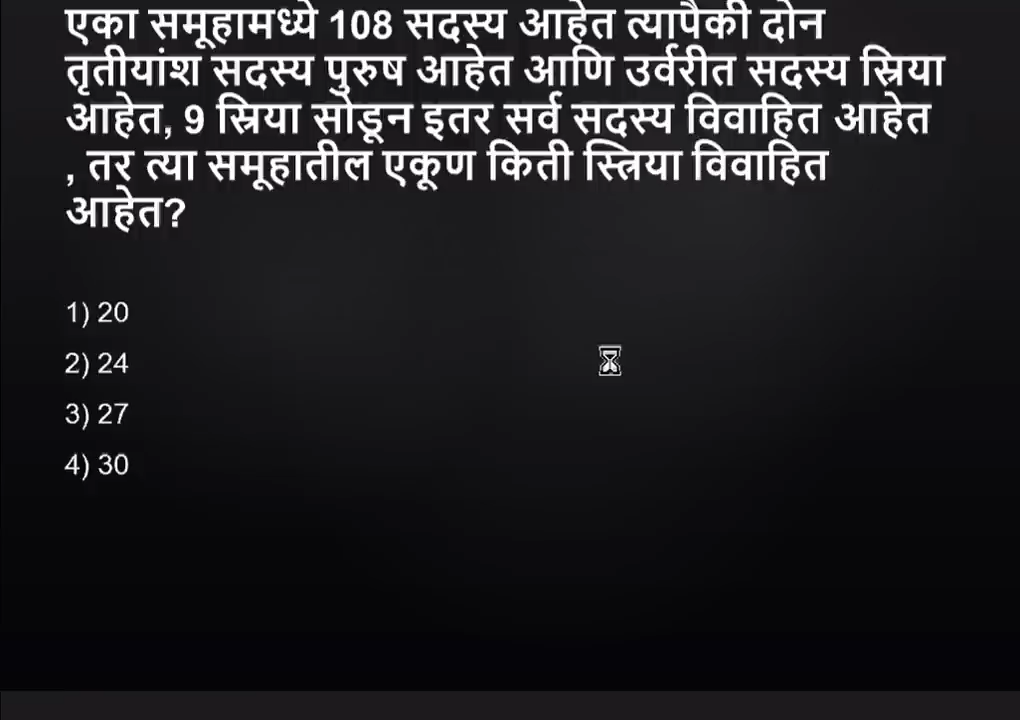 एका समूहामध्ये 108 सदस्य आहेत त्यापैकी दोन
तृतीयांश सदस्य पुरुष आहेत आणि उर्वरीत सदस्य स्रिया
आहेत, 9 स्रिया सोडून इतर सर्व सदस्य विवाहित आहेत
, तर त्या समूहातील एकूण किती स्त्रिया विवाहित
आहेत?
1) 20
2) 24
3) 27
4) 30